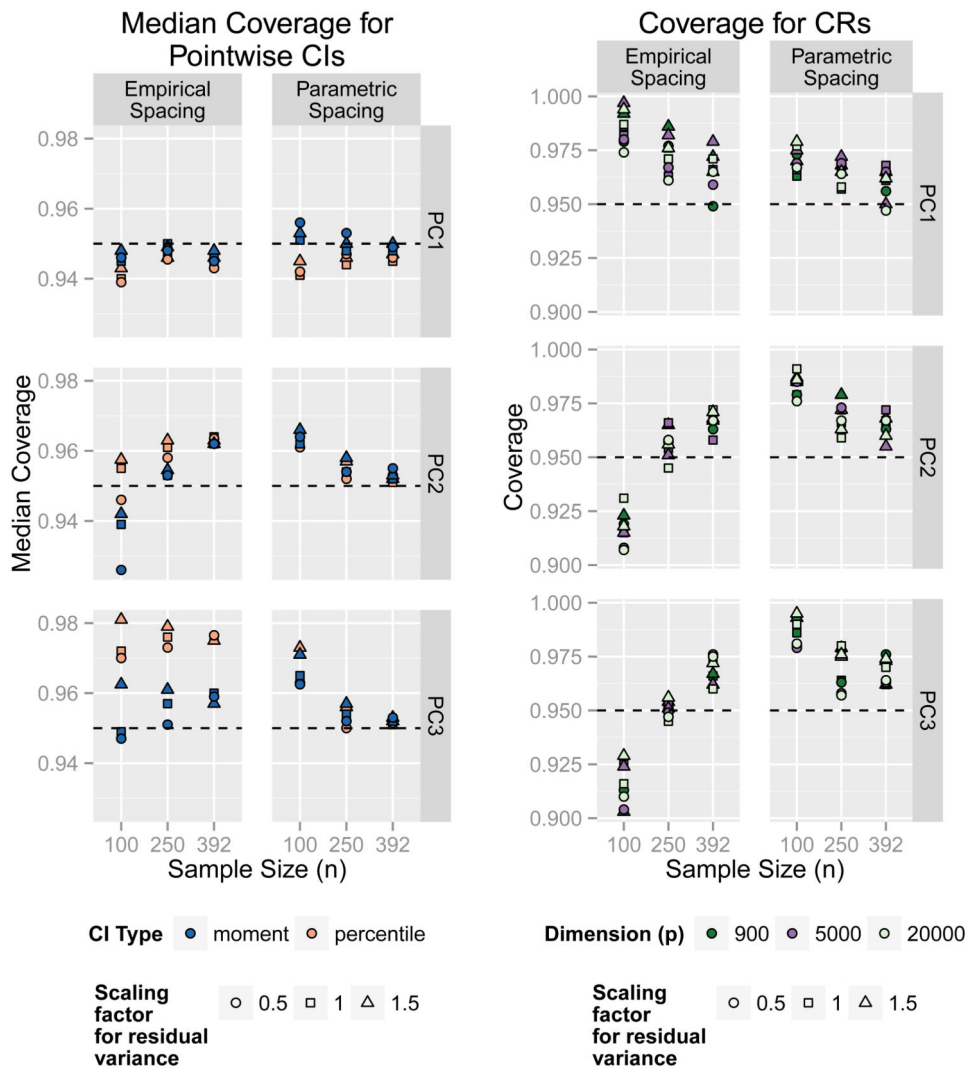 Median Coverage for
Pointwise CIs
Empirical
Spacing
Parametric
Spacing
0.98
0.96
0.94
PC1
0.98
0.96
0.94
PC2
0.98
0.96
0.94
PC3
Median Coverage
100 250 392
100 250 392
Sample Size (n)
CI Type moment percentile
Scaling
factor
for residual
variance
0.5 1 1.5
Coverage for CRs
Empirical
Spacing
Parametric
Spacing
1.000
0.975
0.950
0.925
0.900
PC1
1.000
0.975
0.950
0.925
0.900
PC2
1.000
0.975
0.950
0.925
0.900
PC3
Coverage
100 250 392
100 250 392
Sample Size (n)
Dimension (p) 900 5000 20000
Scaling
factor
for residual
variance
0.5 1 1.5